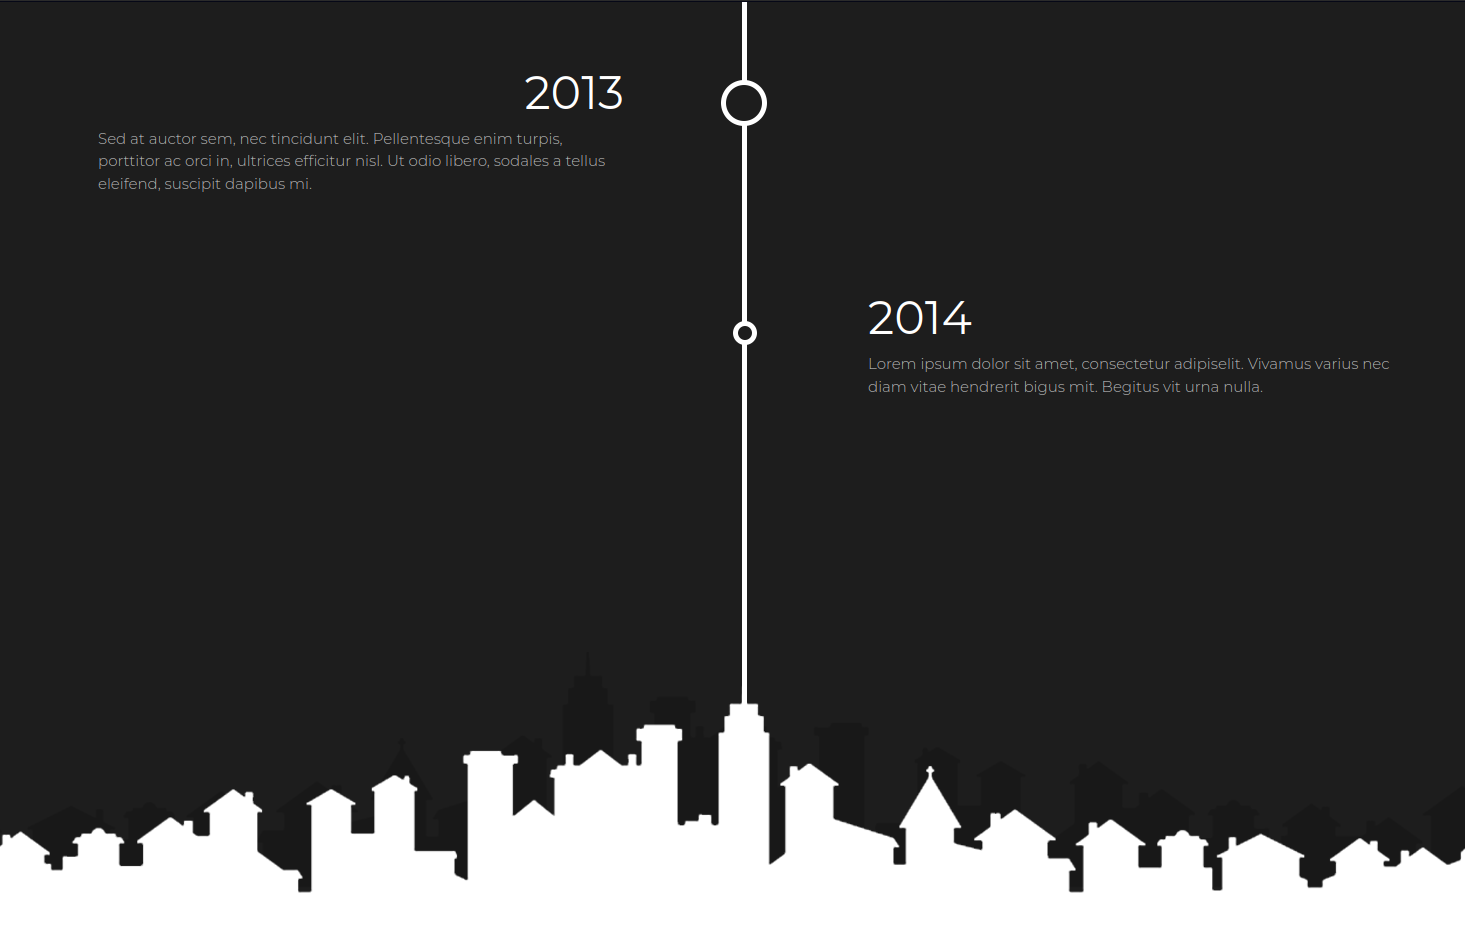 2013
Sed at auctor sem, nec tincidunt elit. Pellentesque enim turpis,
porttitor ac orci in, ultrices efficitur nisl. Ut odio libero, sodales a tellus
eleifend, suscipit dapibus mi.
2014
Lorem ipsum dolor sit amet, consectetur adipiselit. Vivamus varius nec
diam vitae hendrerit bigus mit. Begitus vit urna nulla.